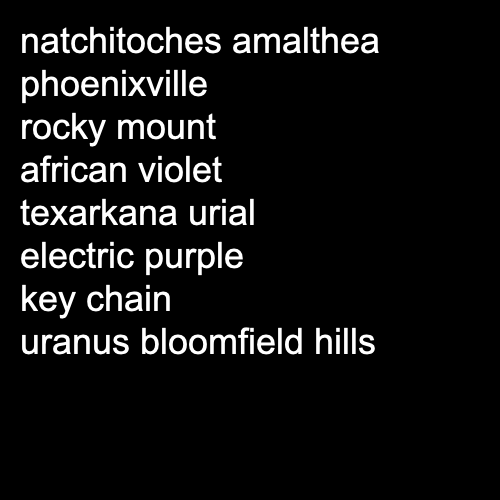 natchitoches amalthea
phoenixville
rocky mount
african violet
texarkana urial
electric purple
key chain
uranus bloomfield hills